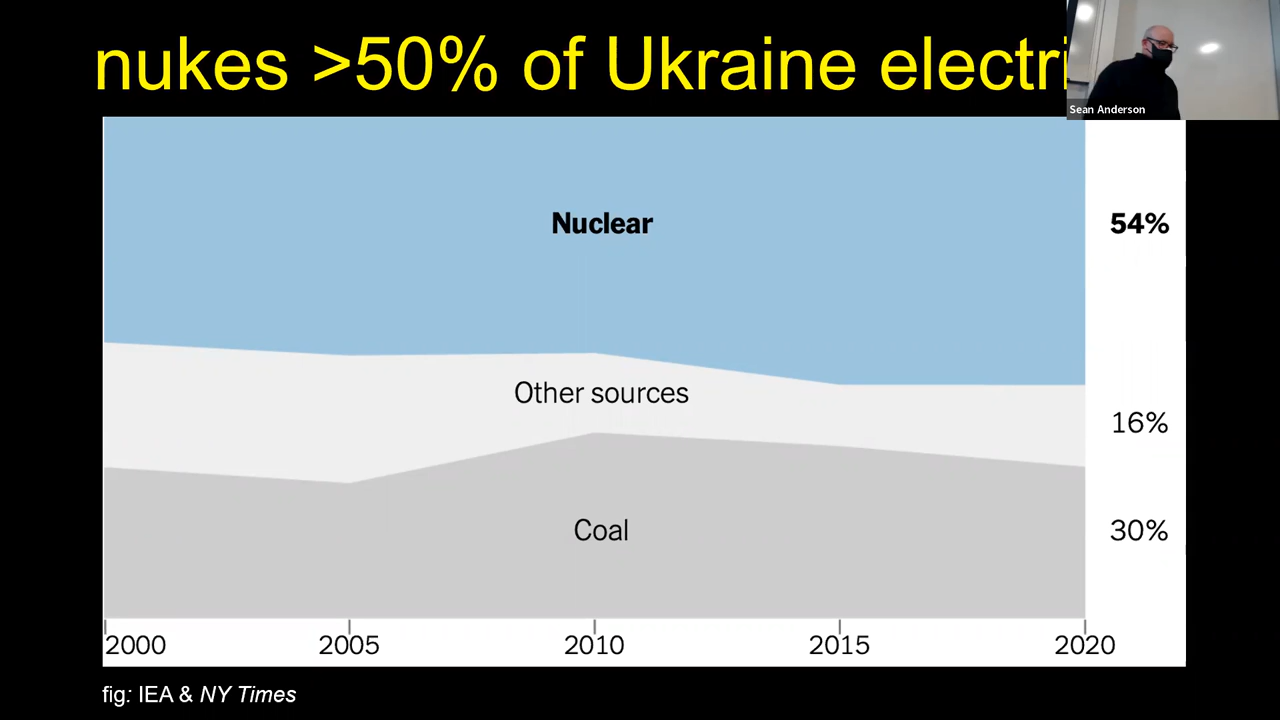 nukes >50% of Ukraine electri
Sean Anderson
Nuclear
54%
Other sources
16%
Coal
30%
2000
2005
2010
2015
2020
fig: IEA & NY Times